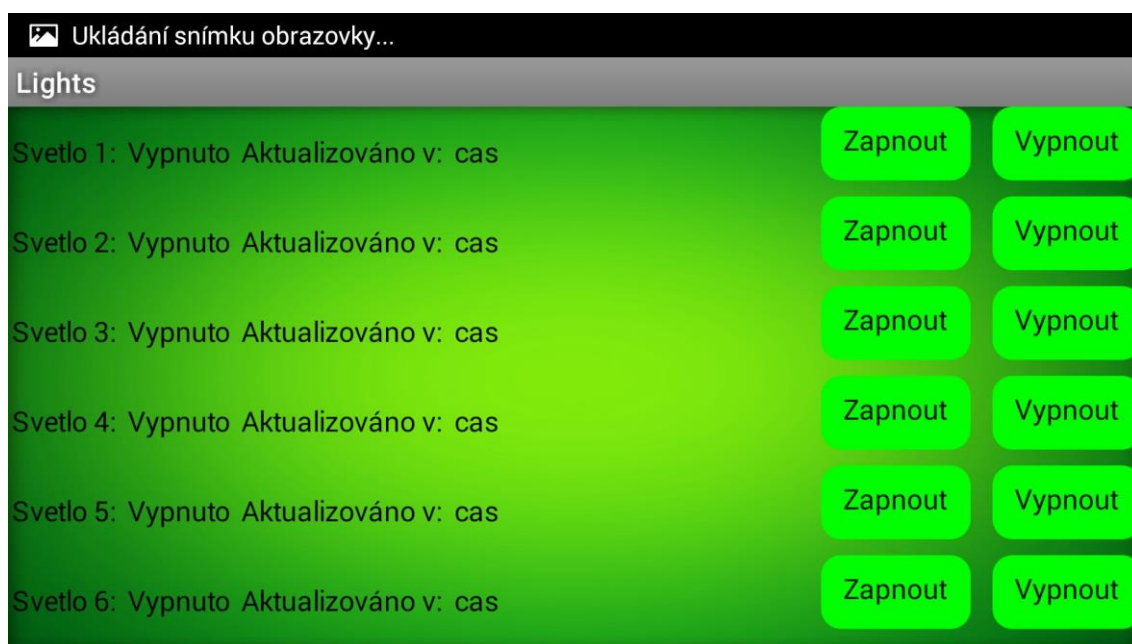 Ukládání snímku obrazovky...
Lights
Svetlo 1: Vypnuto Aktualizováno v: cas Zapnout Vypnout
Svetlo 2: Vypnuto Aktualizováno v: cas Zapnout Vypnout
Svetlo 3: Vypnuto Aktualizováno v: cas Zapnout Vypnout
Svetlo 4: Vypnuto Aktualizováno v: cas Zapnout Vypnout
Svetlo 5: Vypnuto Aktualizováno v: cas Zapnout Vypnout
Svetlo 6: Vypnuto Aktualizováno v: cas Zapnout Vypnout